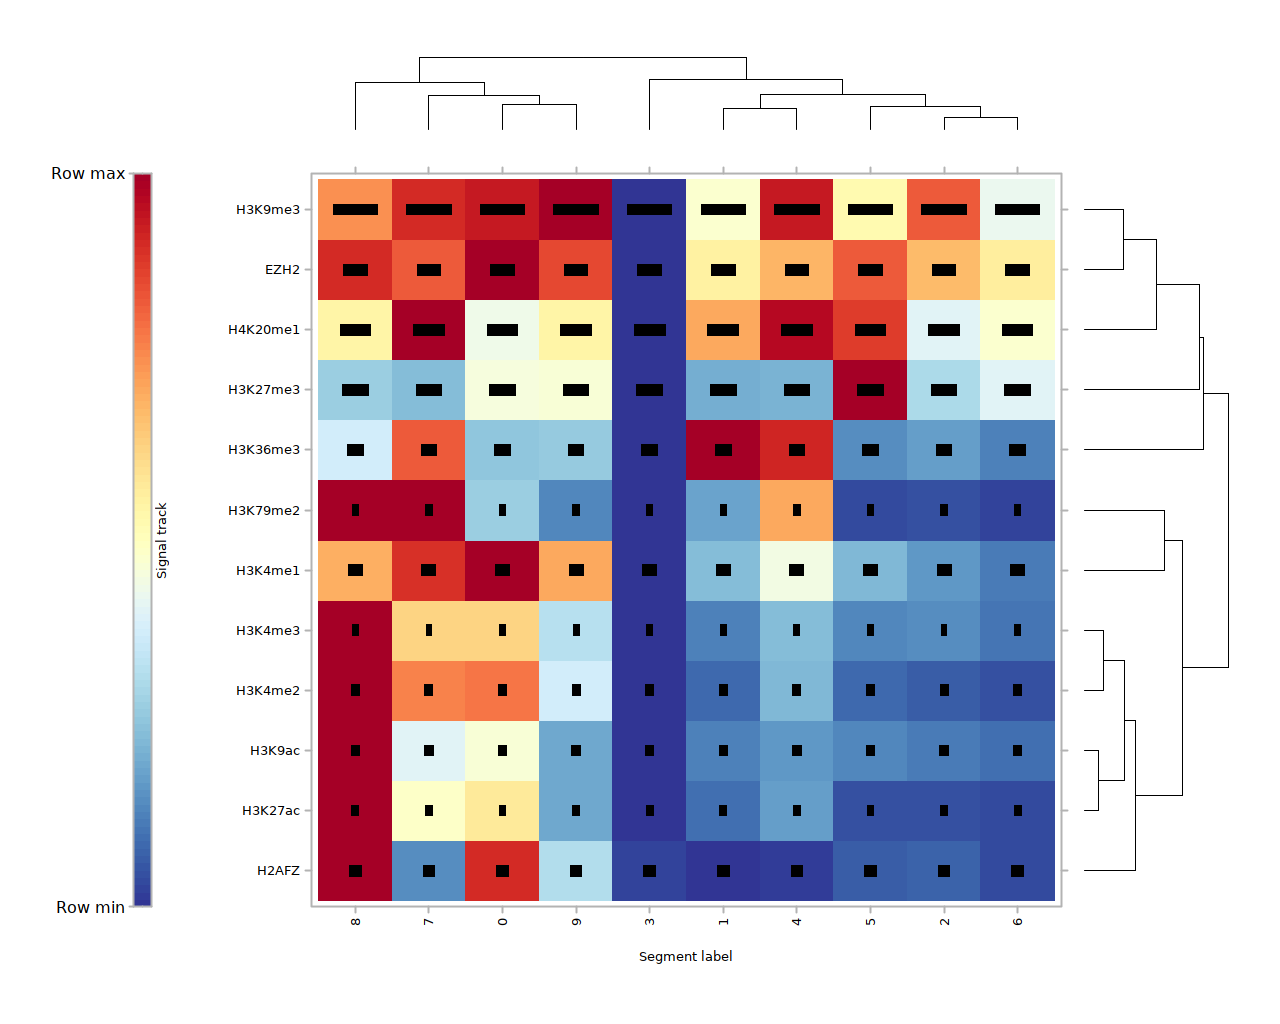 Row max
Row min
Signal track
H3K9me3
EZH2
H4K20me1
H3K27me3
H3K36me3
H3K79me2
H3K4me1
H3K4me3
H3K4me2
H3K9ac
H3K27ac
H2AFZ
8 7 0 9 3 1 4 5 2 6
Segment label